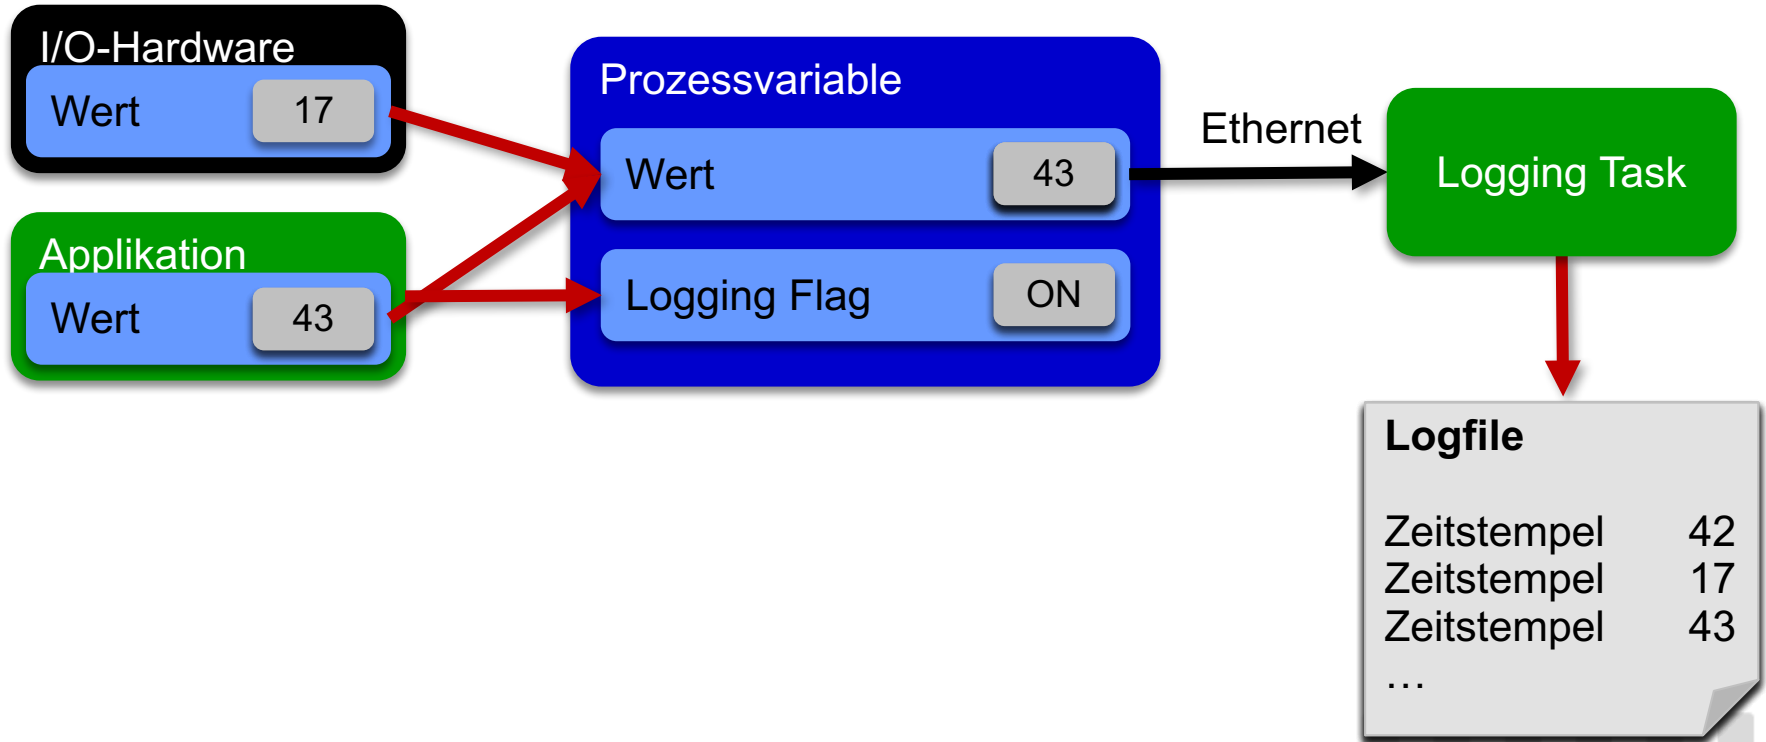 I/O-Hardware
Wert 17
Applikation
Wert 43
Prozessvariable
Wert 43
Logging Flag ON
Ethernet
Logging Task
Logfile
Zeitstempel 42
Zeitstempel 17
Zeitstempel 43
…